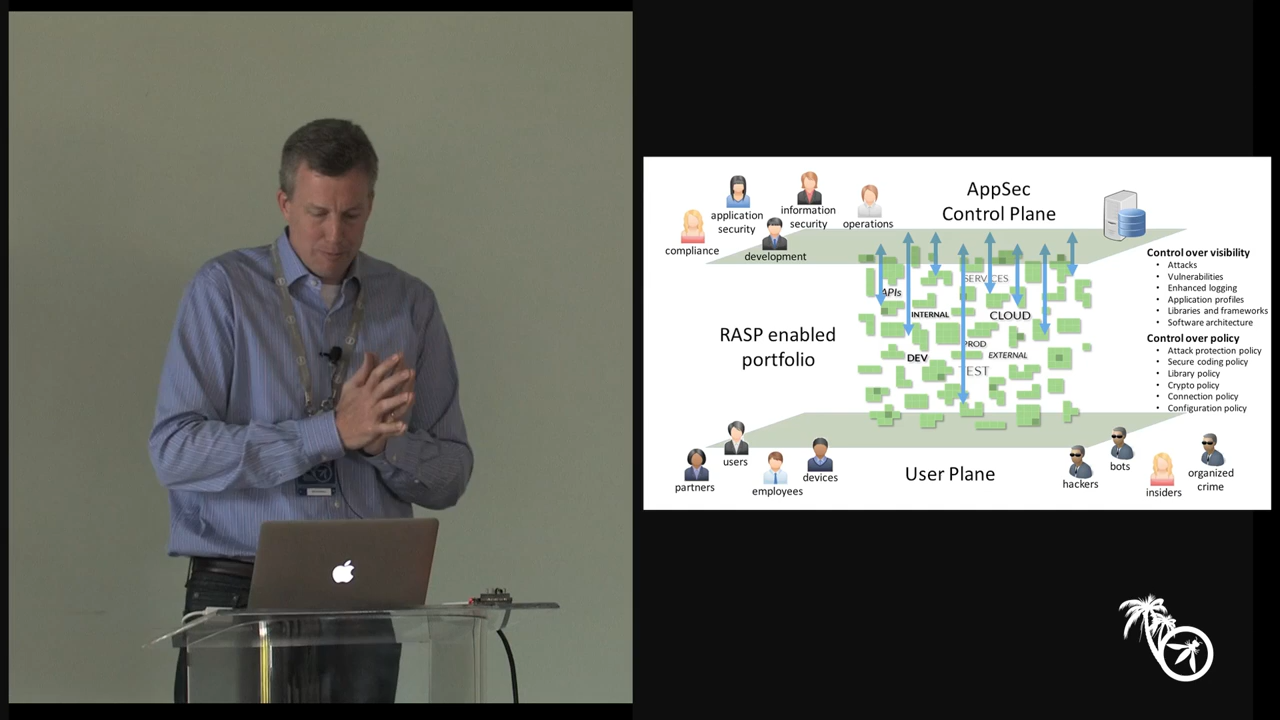 AppSec
Control Plane
application
security
information
security
operations
compliance
development
Control over visibility
• Attacks
• Vulnerabilities
• Enhanced logging
• Application profiles
• Libraries and frameworks
• Software architecture
Control over policy
• Attack protection policy
• Secure coding policy
• Library policy
• Crypto policy
• Connection policy
• Configuration policy
RASP enabled
portfolio
SERVICES
APIs
INTERNAL
CLOUD
PROD
DEV
EXTERNAL
TEST
User Plane
partners
users
employees
devices
hackers
bots
insiders
organized
crime